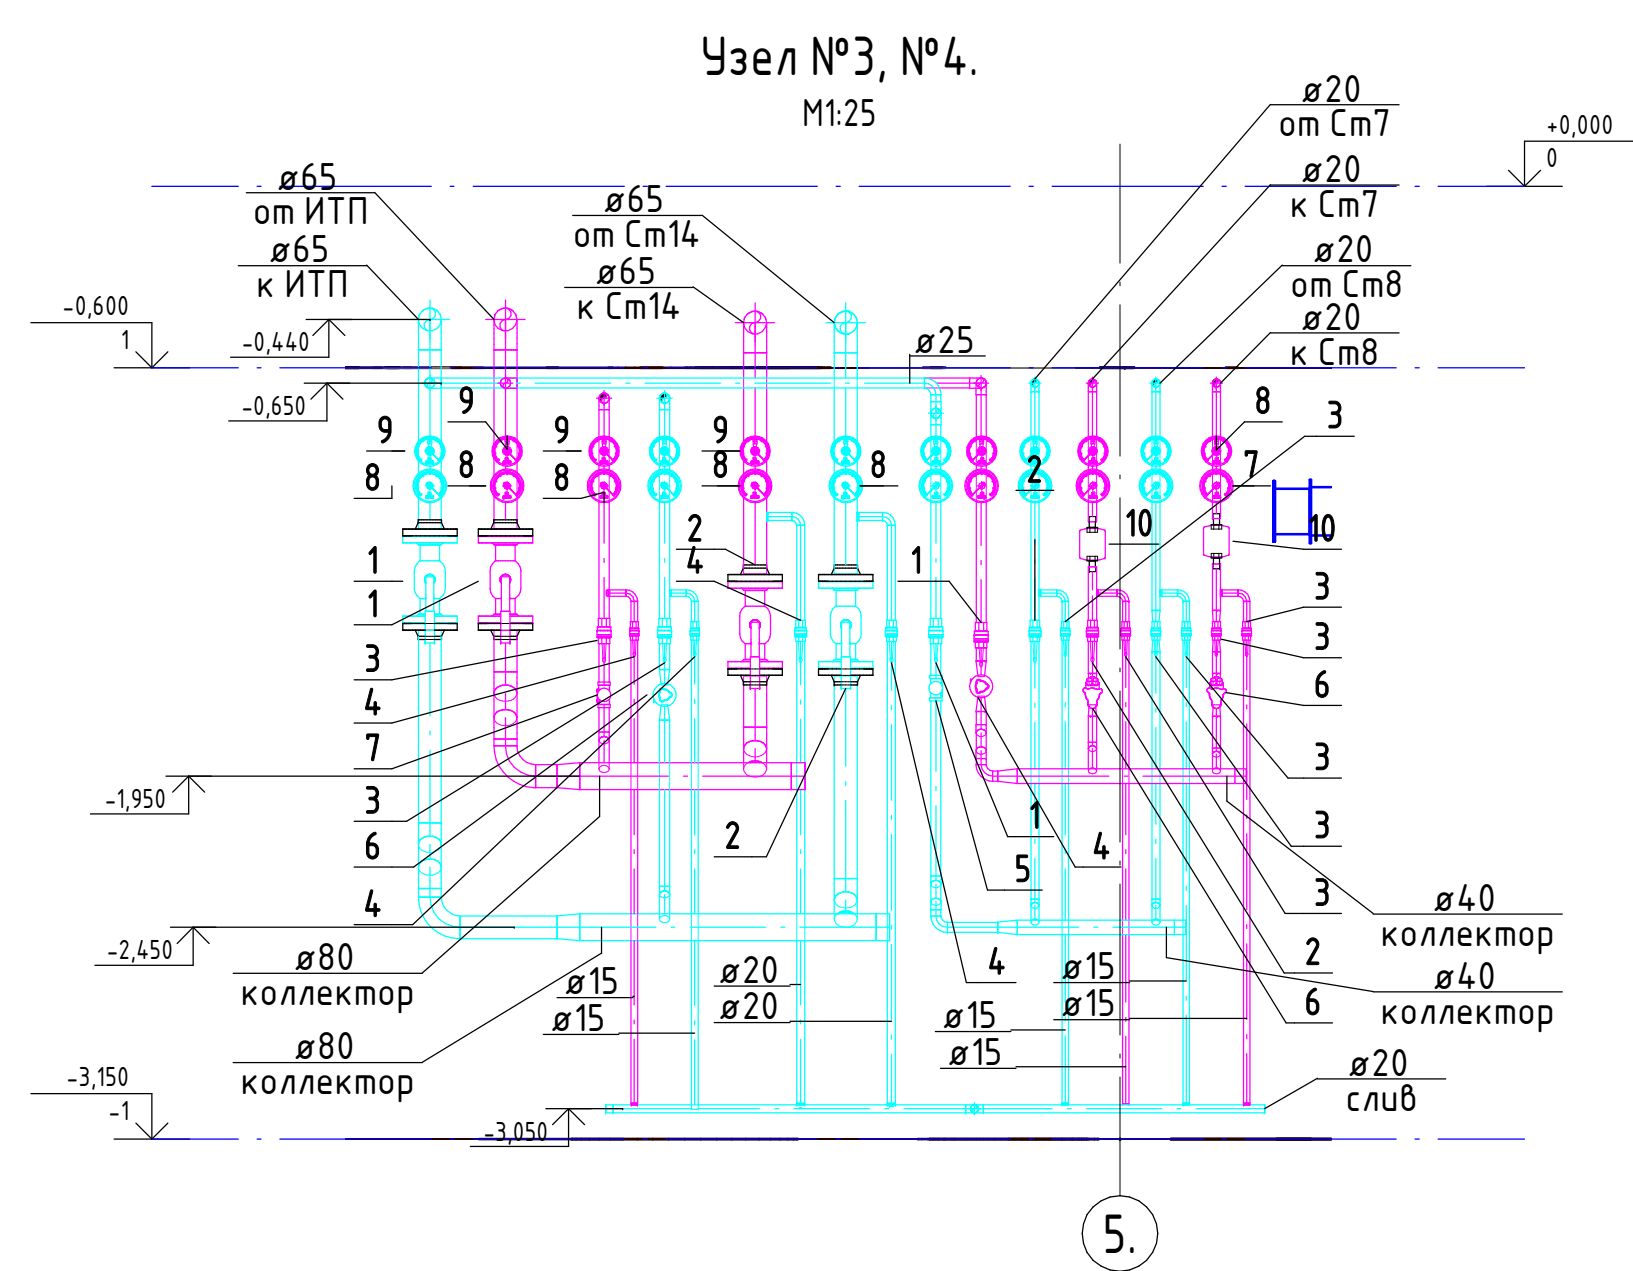 Узел №3, №4.
М1:25
ø20
от Ст7
+0,000
0
ø20
к Ст7
ø65
от ИТП
ø65
от Ст14
ø65
к ИТП
ø20
от Ст8
ø65
к Ст14
-0,600
1
-0,440
ø20
к Ст8
ø25
-0,650
9
9
9
9
8
3
8
8
8
8
8
2
7
1
2
4
1
10
10
1
3
3
3
4
6
7
3
3
6
4
2
1
4
5
3
3
-1,950
-2,450
ø80
коллектор
ø80
коллектор
ø15
ø15
ø20
ø20
4
ø15
ø15
ø15
ø15
2
6
ø40
коллектор
ø40
коллектор
-3,150
-1
-3,050
ø20
слив
5.